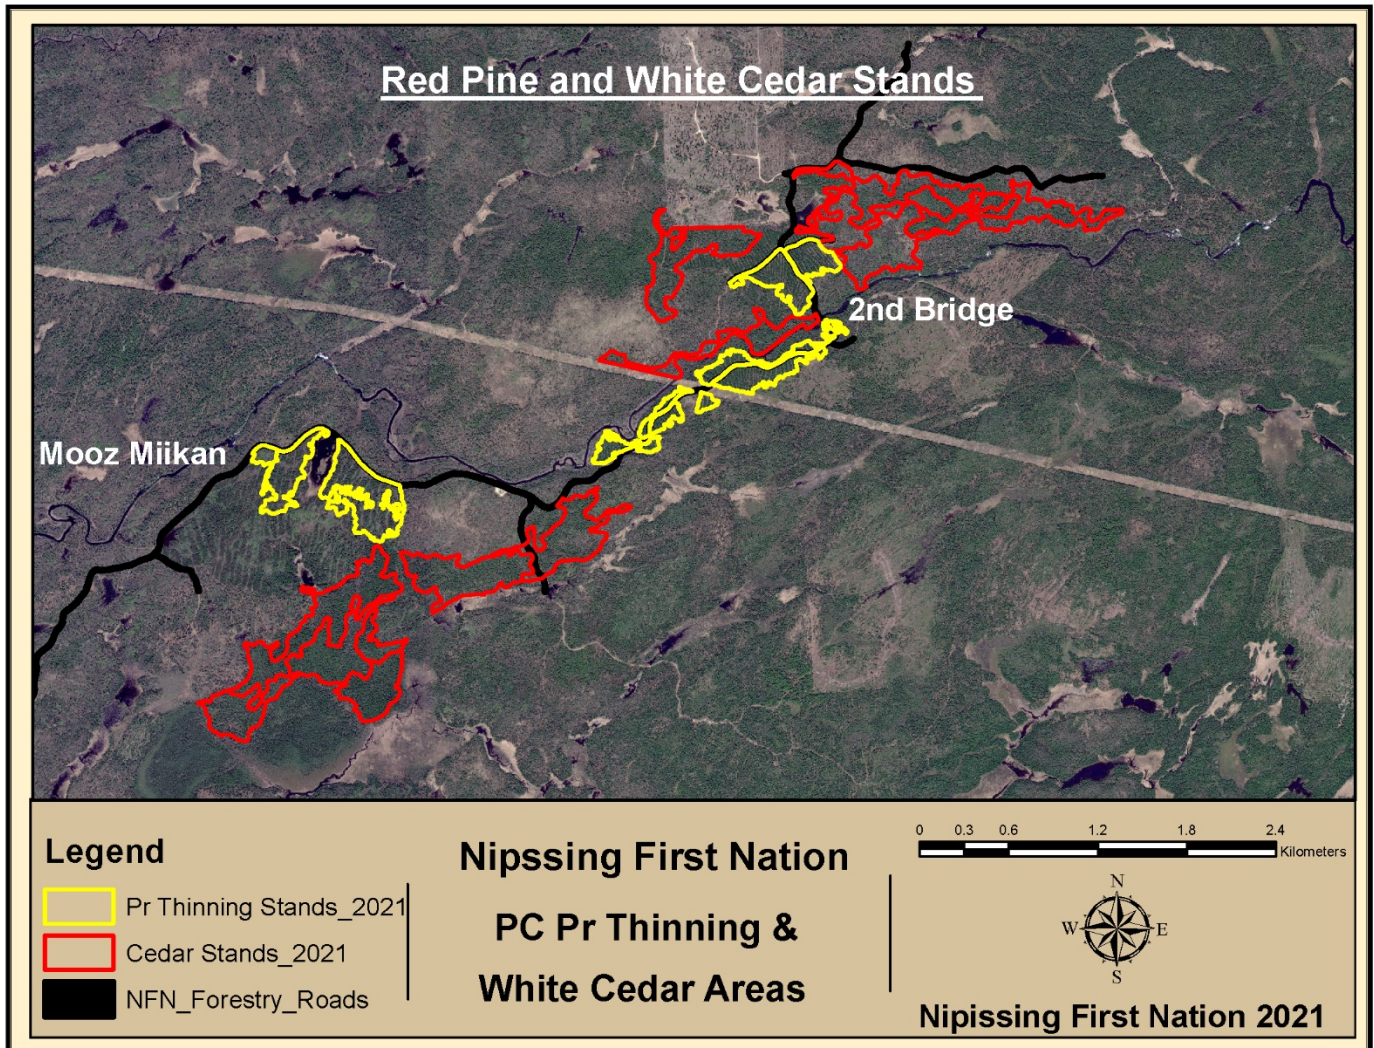 Red Pine and White Cedar Stands
2nd Bridge
Mooz Miikan
Legend
Pr Thinning Stands_2021
Cedar Stands_2021
NFN_Forestry_Roads
Nipssing First Nation
PC Pr Thinning &
White Cedar Areas
0 0.3 0.6 1.2 1.8 2.4
Kilometers
N
W E
S
Nipissing First Nation 2021